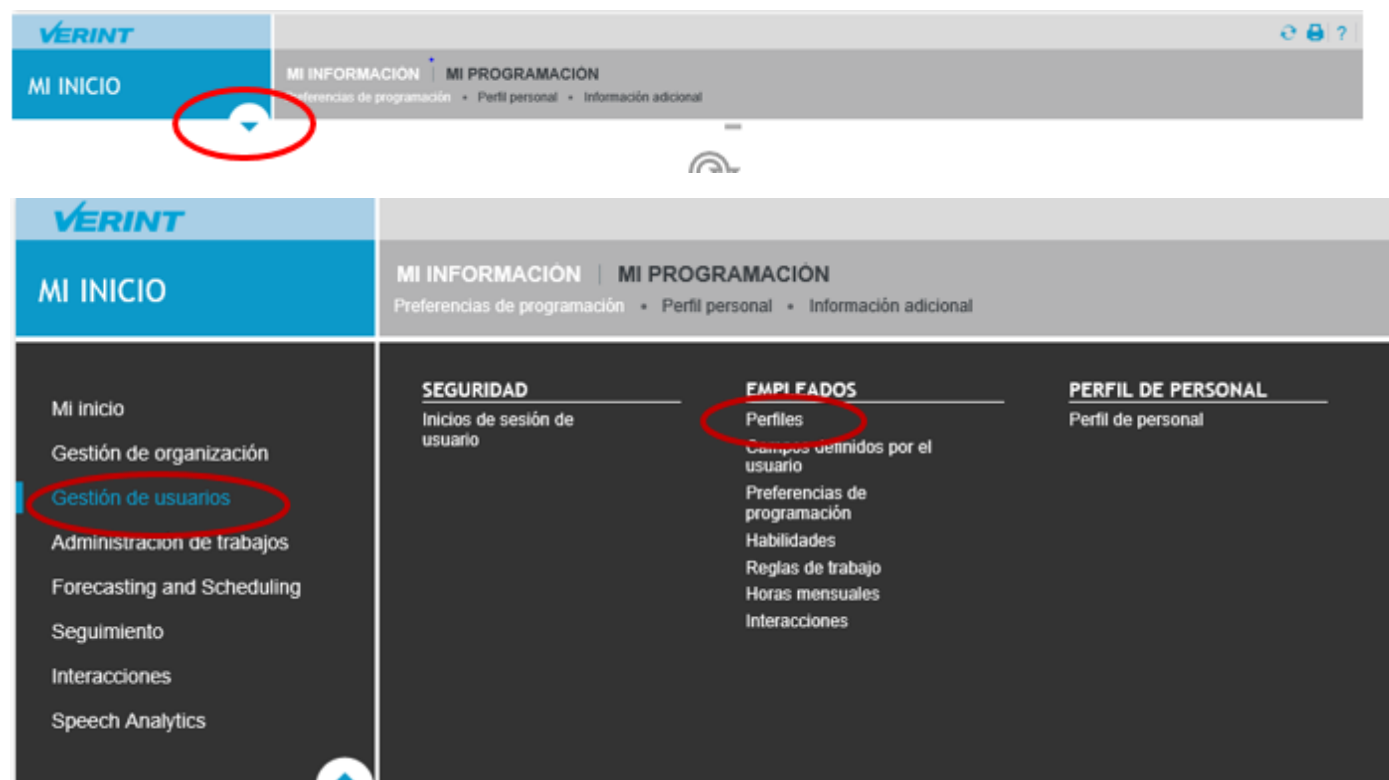 VERINT
?
MI INICIO
MI INFORMACIÓN | MI PROGRAMACIÓN
Preferencias de programación • Perfil personal • Información adicional
VERINT
MI INICIO
MI INFORMACIÓN | MI PROGRAMACIÓN
Preferencias de programación • Perfil personal • Información adicional
Mi inicio
Gestión de organización
Gestión de usuarios
Administración de trabajos
Forecasting and Scheduling
Seguimiento
Interacciones
Speech Analytics
SEGURIDAD
Inicios de sesión de
usuario
EMPLEADOS
Perfiles
Campos definidos por el
usuario
Preferencias de
programación
Habilidades
Reglas de trabajo
Horas mensuales
Interacciones
PERFIL DE PERSONAL
Perfil de personal